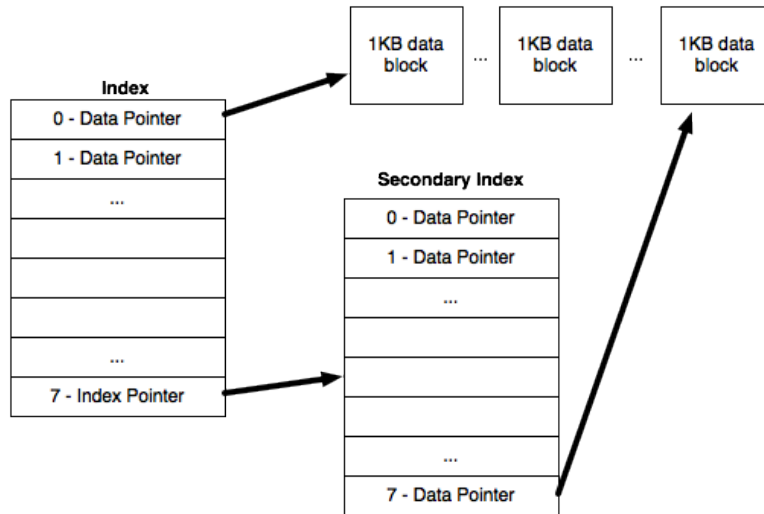 1KB data
block
...
1KB data
block
...
1KB data
block
Index
0 - Data Pointer
1 - Data Pointer
...
...
7 - Index Pointer
Secondary Index
0 - Data Pointer
1 - Data Pointer
...
...
7 - Data Pointer